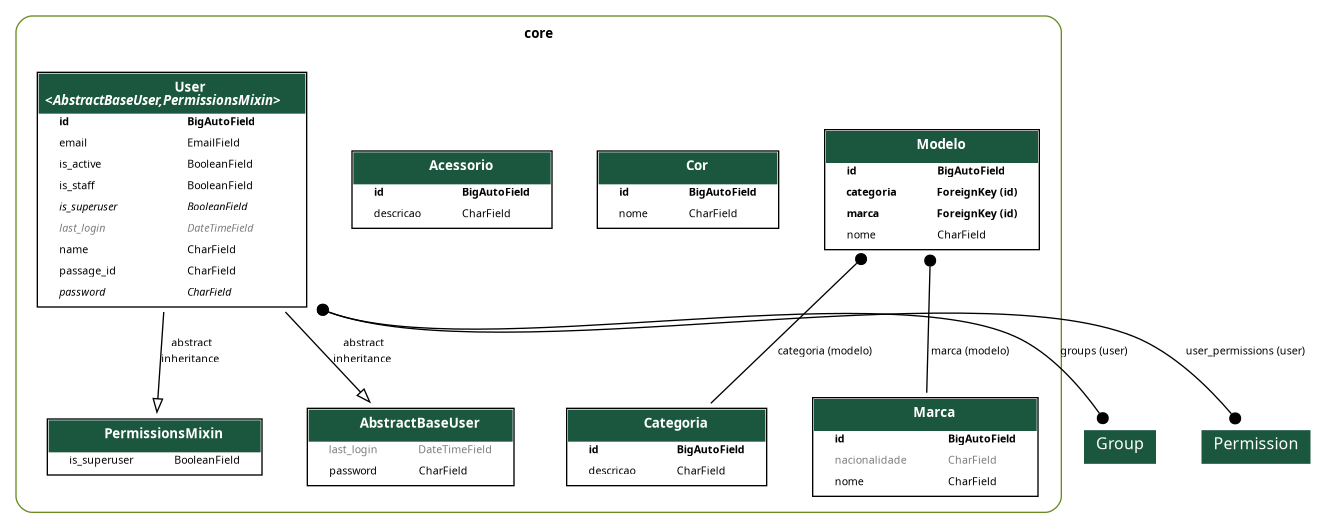 core
User
<AbstractBaseUser,PermissionsMixin>
id BigAutoField
email EmailField
is_active BooleanField
is_staff BooleanField
is_superuser BooleanField
last_login DateTimeField
name CharField
passage_id CharField
password CharField
Acessorio
id BigAutoField
descricao CharField
Cor
id BigAutoField
nome CharField
Modelo
id BigAutoField
categoria ForeignKey (id)
marca ForeignKey (id)
nome CharField
abstract
inheritance
abstract
inheritance
categoria (modelo)
marca (modelo)
groups (user)
user_permissions (user)
PermissionsMixin
is_superuser BooleanField
AbstractBaseUser
last_login DateTimeField
password CharField
Categoria
id BigAutoField
descricao CharField
Marca
id BigAutoField
nacionalidade CharField
nome CharField
Group
Permission